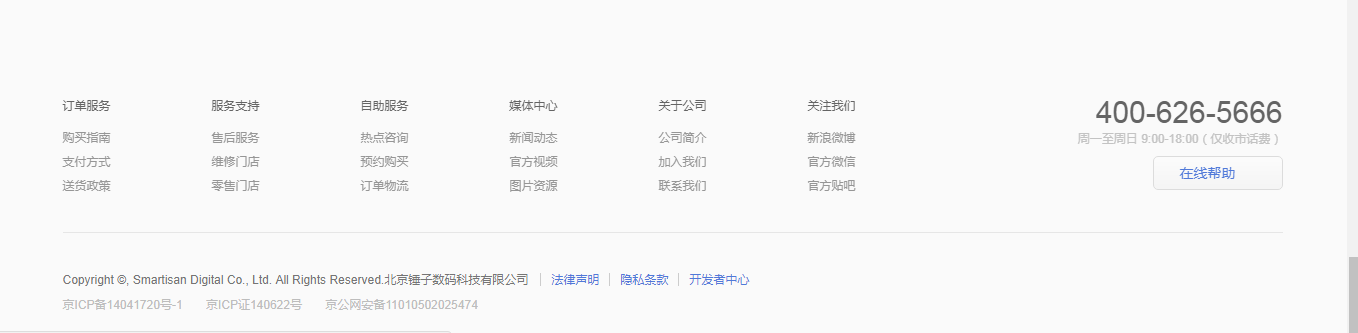 订单服务 服务支持 自助服务 媒体中心 关于公司 关注我们 400-626-5666
购买指南 售后服务 热点咨询 新闻动态 公司简介 新浪微博 周一至周日 9:00-18:00（仅收市话费）
支付方式 维修门店 预约购买 官方视频 加入我们 官方微信
在线帮助
送货政策 零售门店 订单物流 图片资源 联系我们 官方贴吧
Copyright ©, Smartisan Digital Co., Ltd. All Rights Reserved.北京锤子数码科技有限公司 法律声明 隐私条款 开发者中心
京ICP备14041720号-1 京ICP证140622号 京公网安备11010502025474